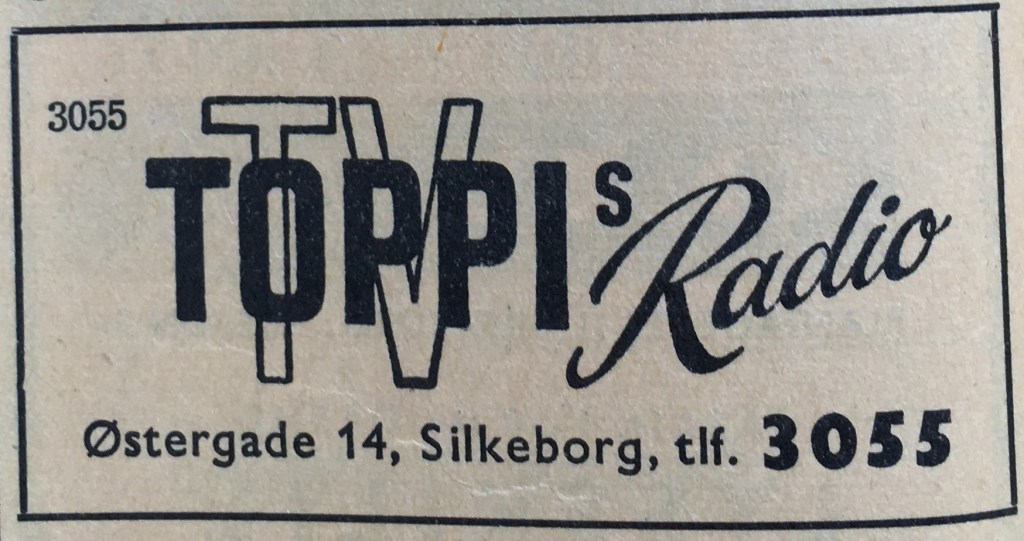 3055
TV
TOPPIs Radio
Østergade 14, Silkeborg, tlf. 3055